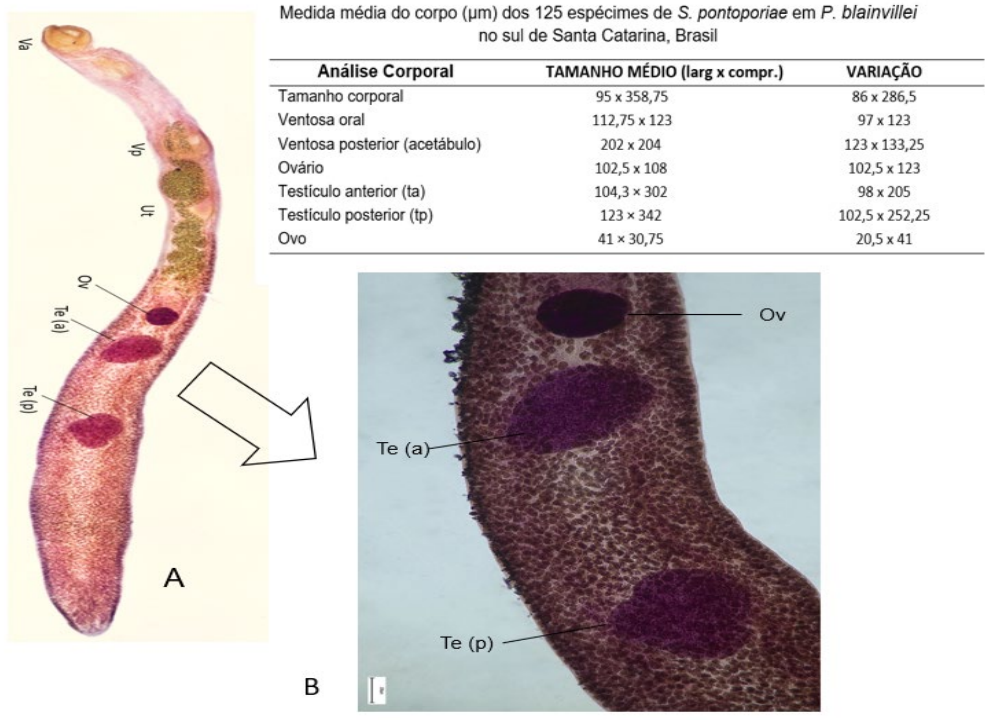 Medida média do corpo (µm) dos 125 espécimes de S. pontoporiae em P. blainvillei
no sul de Santa Catarina, Brasil
Análise Corporal TAMANHO MÉDIO (larg x compr.) VARIAÇÃO
Tamanho corporal 95 x 358,75 86 x 286,5
Ventosa oral 112,75 x 123 97 x 123
Ventosa posterior (acetábulo) 202 x 204 123 x 133,25
Ovário 102,5 x 108 102,5 x 123
Testículo anterior (ta) 104,3 × 302 98 x 205
Testículo posterior (tp) 123 × 342 102,5 x 252,25
Ovo 41 × 30,75 20,5 x 41
Va
Vp
Ut
Ov
Te (a)
Te (p)
A
Ov
Te (a)
Te (p)
B